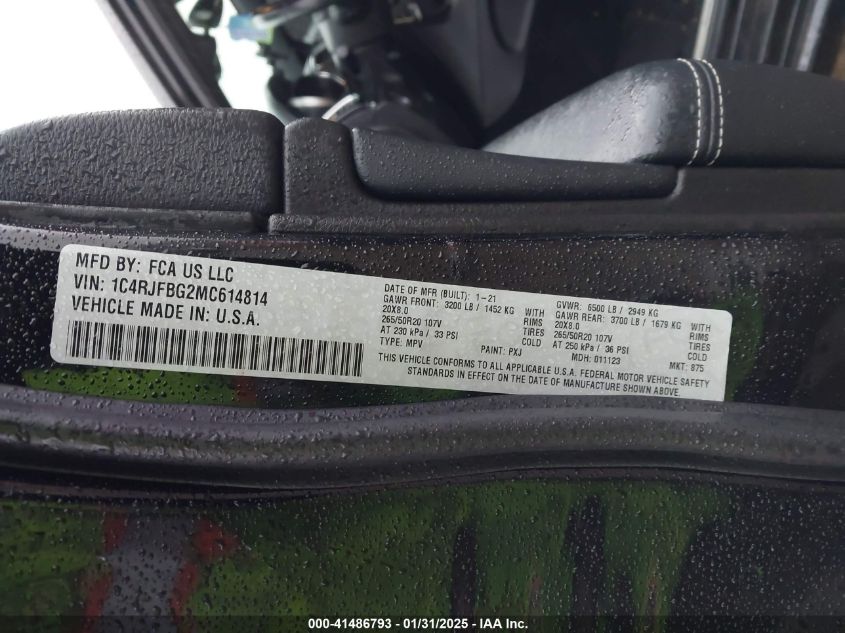 MFD BY: FCA US LLC
VIN: 1C4RJFBG2MC614814
VEHICLE MADE IN: U.S.A.
DATE OF MFR (BUILT): 1-21
GAWR FRONT: 3200 LB / 1452 KG WITH
20X8.0 RIMS
265/50R20 107V TIRES
AT 230 kPa / 33 PSI COLD
TYPE: MPV PAINT: PXJ
GVWR: 6500 LB / 2949 KG
GAWR REAR: 3700 LB / 1679 KG WITH
20X8.0 RIMS
265/50R20 107V TIRES
AT 250 kPa / 36 PSI COLD
MDH: 011123 MKT: 875
THIS VEHICLE CONFORMS TO ALL APPLICABLE U.S.A. FEDERAL MOTOR VEHICLE SAFETY
STANDARDS IN EFFECT ON THE DATE OF MANUFACTURE SHOWN ABOVE.
000-41486793 - 01/31/2025 - IAA Inc.